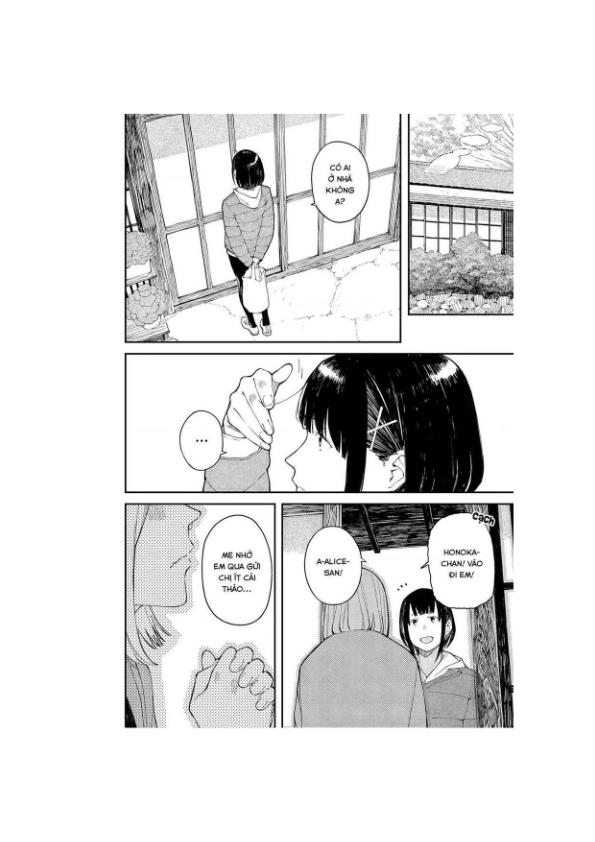 CÓ AI
Ở NHÀ
KHÔNG
Ạ?
...
CẠCH
HONOKA-
CHAN! VÀO
ĐI EM!
A-ALICE-
SAN!
MẸ NHỜ
EM QUA GỬI
CHỊ ÍT CẢI
THẢO...